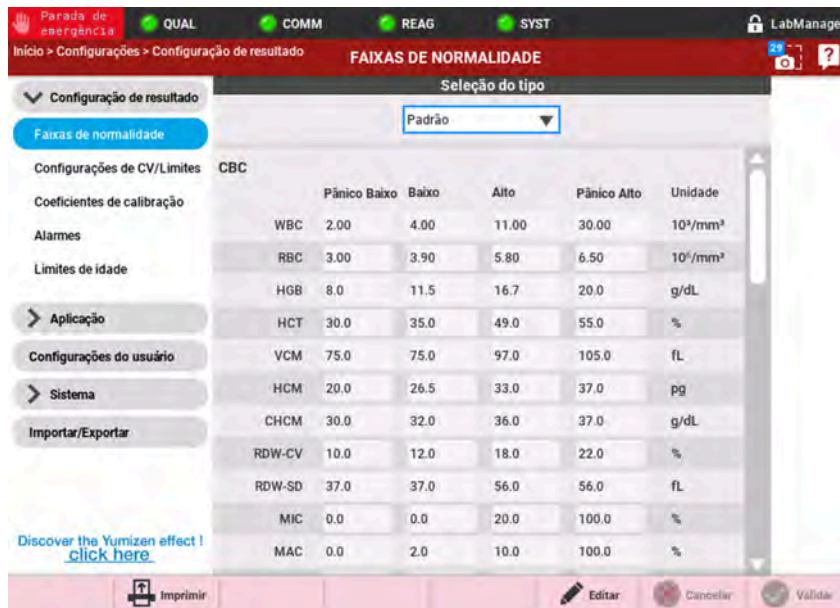 Parada de emergência
QUAL
COMM
REAG
SYST
LabManage
Início > Configurações > Configuração de resultado
FAIXAS DE NORMALIDADE
29
?
Configuração de resultado
Faixas de normalidade
Configurações de CV/Limites
Coeficientes de calibração
Alarmes
Limites de idade
Aplicação
Configurações do usuário
Sistema
Importar/Exportar
Discover the Yumizen effect !
click here
Seleção do tipo
Padrão
CBC
Pânico Baixo Baixo Alto Pânico Alto Unidade
WBC 2.00 4.00 11.00 30.00 10³/mm³
RBC 3.00 3.90 5.80 6.50 10⁶/mm³
HGB 8.0 11.5 16.7 20.0 g/dL
HCT 30.0 35.0 49.0 55.0 %
VCM 75.0 75.0 97.0 105.0 fL
HCM 20.0 26.5 33.0 37.0 pg
CHCM 30.0 32.0 36.0 37.0 g/dL
RDW-CV 10.0 12.0 18.0 22.0 %
RDW-SD 37.0 37.0 56.0 56.0 fL
MIC 0.0 0.0 20.0 100.0 %
MAC 0.0 2.0 10.0 100.0 %
Imprimir
Editar
Cancelar
Validar